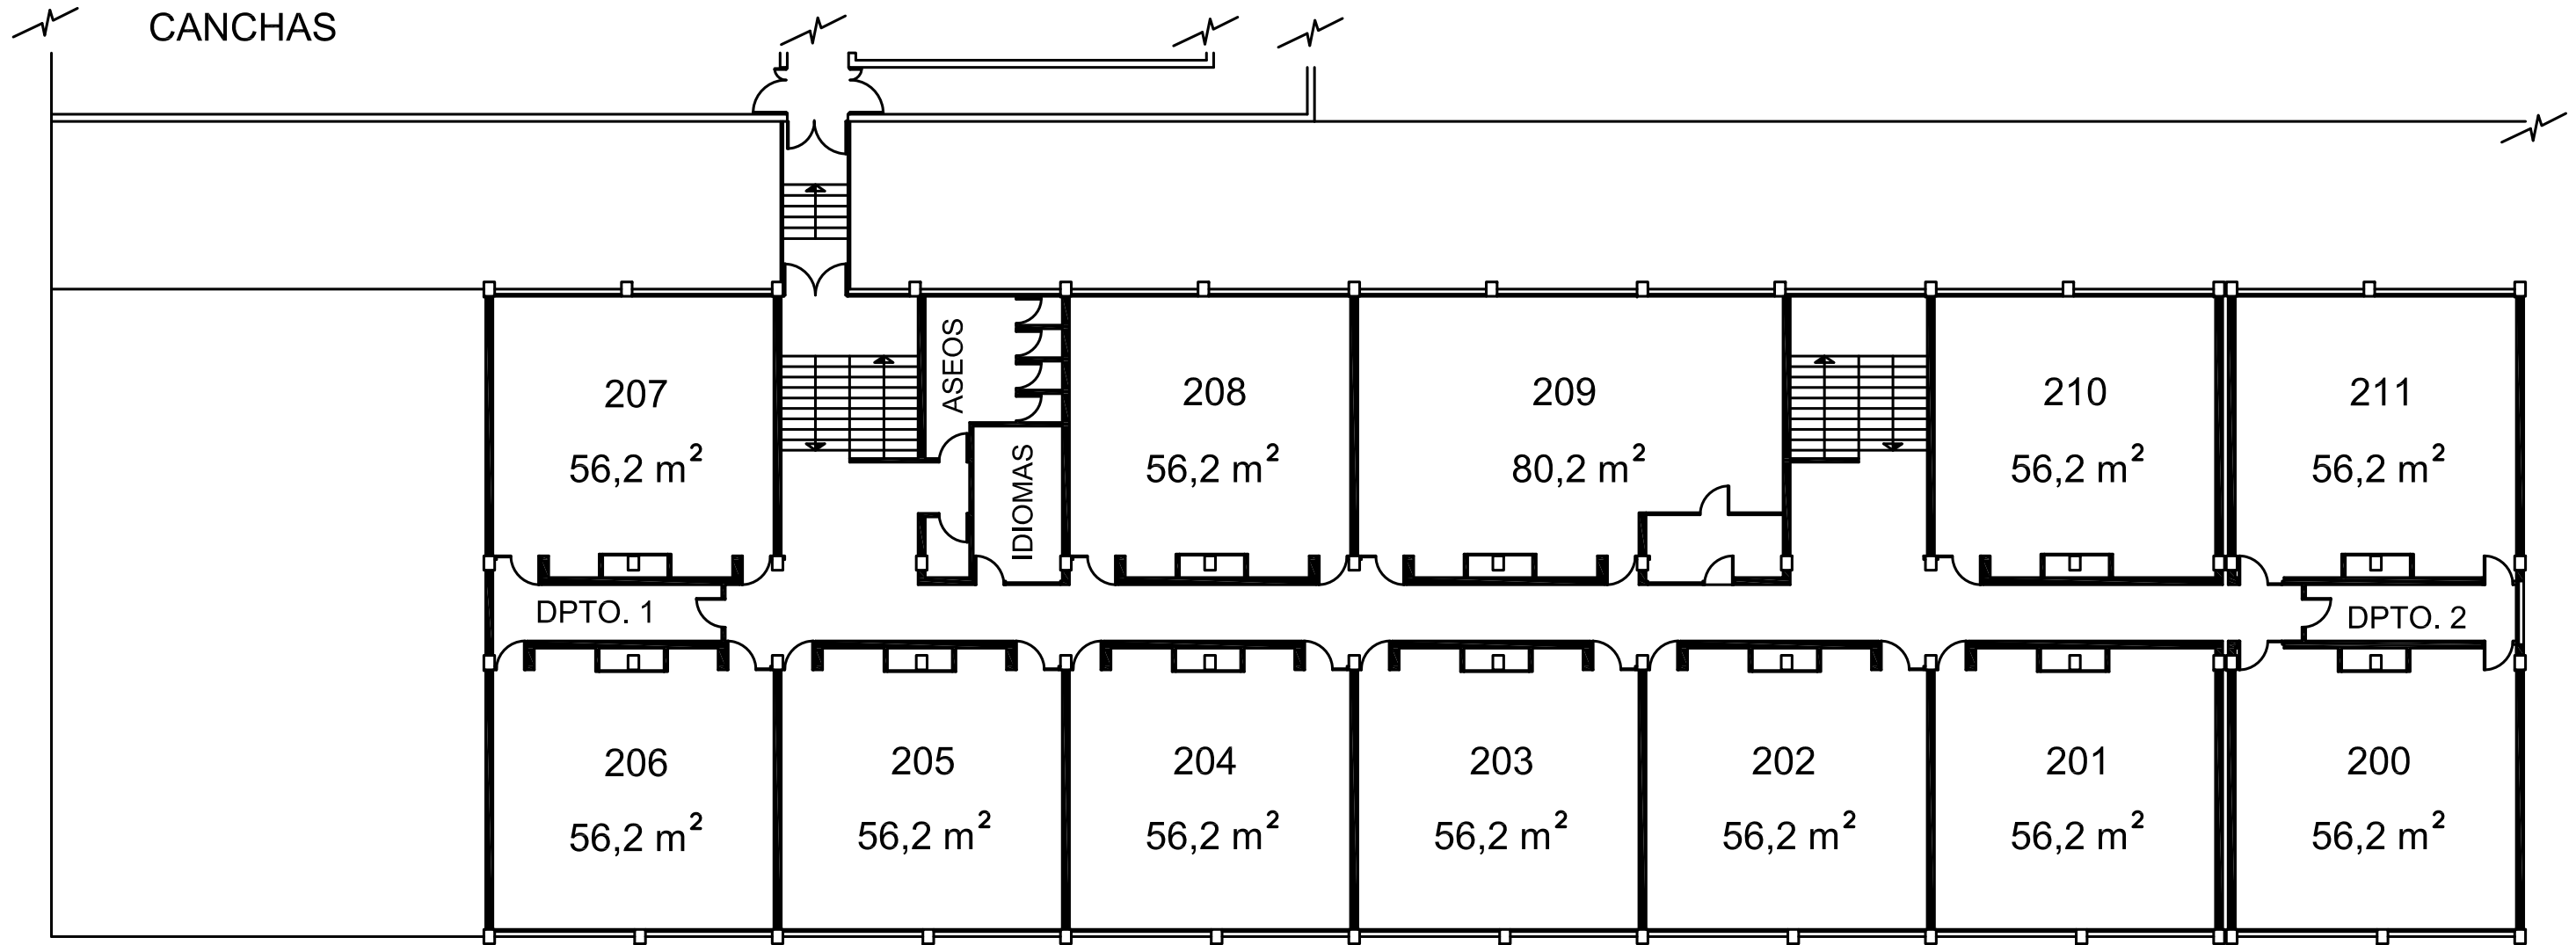 CANCHAS
207
56,2 m²
ASEOS
IDIOMAS
208
56,2 m²
209
80,2 m²
210
56,2 m²
211
56,2 m²
DPTO. 1
DPTO. 2
206
56,2 m²
205
56,2 m²
204
56,2 m²
203
56,2 m²
202
56,2 m²
201
56,2 m²
200
56,2 m²